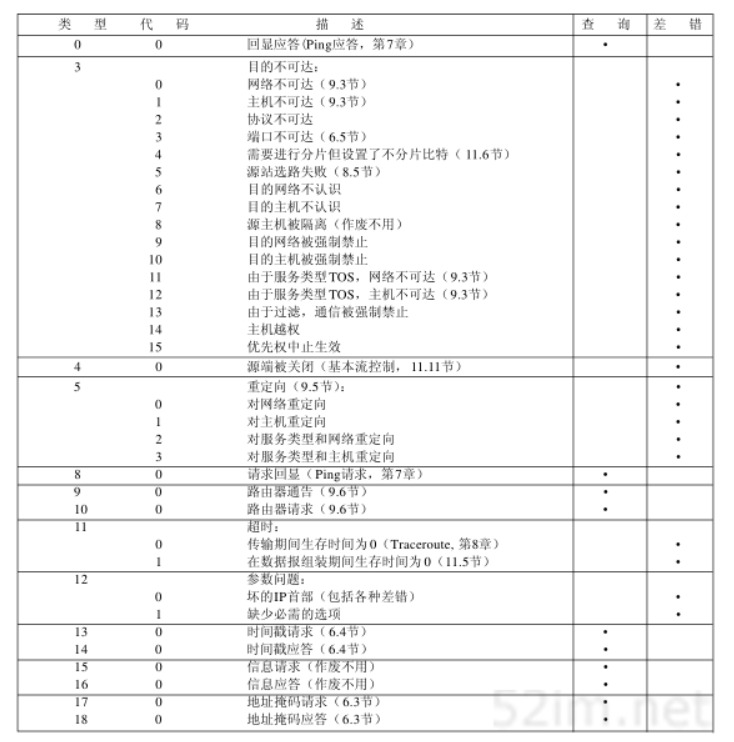 类 型 代 码 描 述 查 询 差 错
0 0 回显应答(Ping应答，第7章) •
3 目的不可达：
0 网络不可达（9.3节） •
1 主机不可达（9.3节） •
2 协议不可达 •
3 端口不可达（6.5节） •
4 需要进行分片但设置了不分片比特（11.6节） •
5 源站选路失败（8.5节） •
6 目的网络不认识 •
7 目的主机不认识 •
8 源主机被隔离（作废不用） •
9 目的网络被强制禁止 •
10 目的主机被强制禁止 •
11 由于服务类型TOS，网络不可达（9.3节） •
12 由于服务类型TOS，主机不可达（9.3节） •
13 由于过滤，通信被强制禁止 •
14 主机越权 •
15 优先权中止生效 •
4 0 源端被关闭（基本流控制，11.11节） •
5 重定向（9.5节）： •
0 对网络重定向 •
1 对主机重定向 •
2 对服务类型和网络重定向 •
3 对服务类型和主机重定向 •
8 0 请求回显（Ping请求，第7章） •
9 0 路由器通告（9.6节） •
10 0 路由器请求（9.6节） •
11 超时：
0 传输期间生存时间为0（Traceroute, 第8章） •
1 在数据报组装期间生存时间为0（11.5节） •
12 参数问题：
0 坏的IP首部（包括各种差错） •
1 缺少必需的选项 •
13 0 时间戳请求（6.4节） •
14 0 时间戳应答（6.4节） •
15 0 信息请求（作废不用） •
16 0 信息应答（作废不用） •
17 0 地址掩码请求（6.3节） •
18 0 地址掩码应答（6.3节） •
52im.net